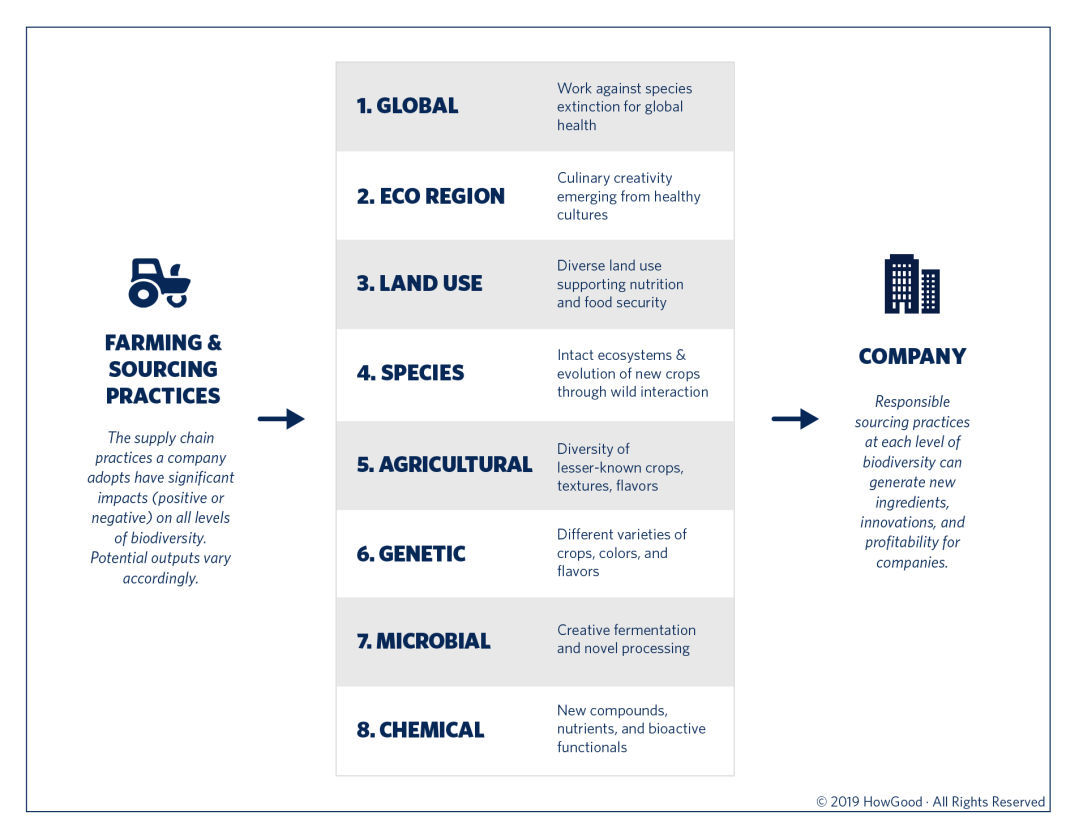 FARMING &
SOURCING
PRACTICES
The supply chain
practices a company
adopts have significant
impacts (positive or
negative) on all levels
of biodiversity.
Potential outputs vary
accordingly.
1. GLOBAL
Work against species
extinction for global
health
2. ECO REGION
Culinary creativity
emerging from healthy
cultures
3. LAND USE
Diverse land use
supporting nutrition
and food security
4. SPECIES
Intact ecosystems &
evolution of new crops
through wild interaction
5. AGRICULTURAL
Diversity of
lesser-known crops,
textures, flavors
6. GENETIC
Different varieties of
crops, colors, and
flavors
7. MICROBIAL
Creative fermentation
and novel processing
8. CHEMICAL
New compounds,
nutrients, and bioactive
functionals
COMPANY
Responsible
sourcing practices
at each level of
biodiversity can
generate new
ingredients,
innovations, and
profitability for
companies.
© 2019 HowGood · All Rights Reserved